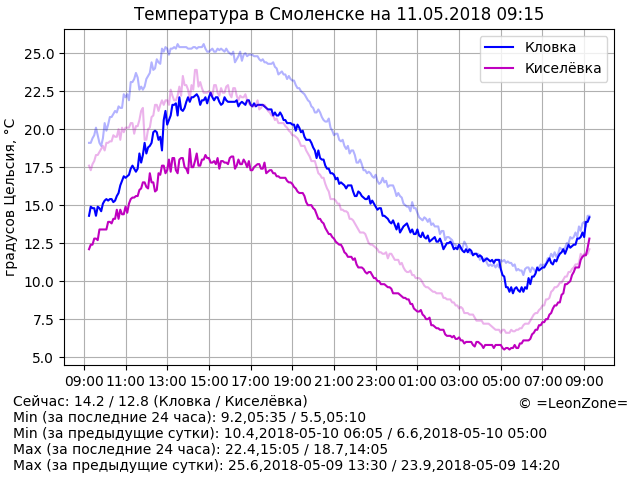 Температура в Смоленске на 11.05.2018 09:15
градусов Цельсия, °C
25.0
22.5
20.0
17.5
15.0
12.5
10.0
7.5
5.0
Кловка
Киселёвка
09:00 11:00 13:00 15:00 17:00 19:00 21:00 23:00 01:00 03:00 05:00 07:00 09:00
Сейчас: 14.2 / 12.8 (Кловка / Киселёвка)
© =LeonZone=
Min (за последние 24 часа): 9.2,05:35 / 5.5,05:10
Min (за предыдущие сутки): 10.4,2018-05-10 06:05 / 6.6,2018-05-10 05:00
Max (за последние 24 часа): 22.4,15:05 / 18.7,14:05
Max (за предыдущие сутки): 25.6,2018-05-09 13:30 / 23.9,2018-05-09 14:20